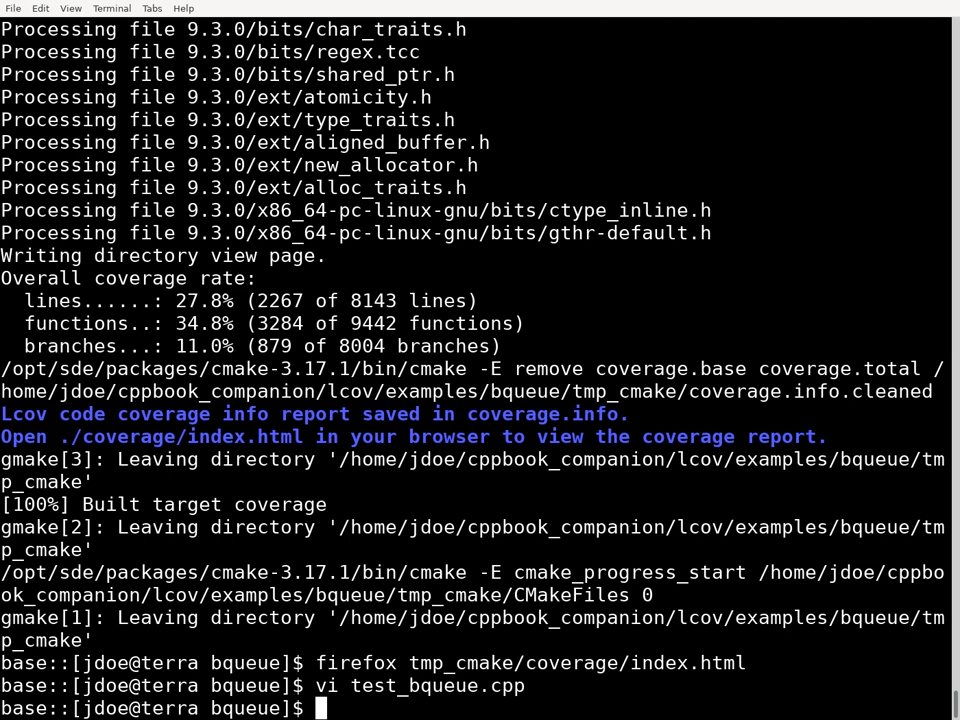 File Edit View Terminal Tabs Help
Processing file 9.3.0/bits/char_traits.h
Processing file 9.3.0/bits/regex.tcc
Processing file 9.3.0/bits/shared_ptr.h
Processing file 9.3.0/ext/atomicity.h
Processing file 9.3.0/ext/type_traits.h
Processing file 9.3.0/ext/aligned_buffer.h
Processing file 9.3.0/ext/new_allocator.h
Processing file 9.3.0/ext/alloc_traits.h
Processing file 9.3.0/x86_64-pc-linux-gnu/bits/ctype_inline.h
Processing file 9.3.0/x86_64-pc-linux-gnu/bits/gthr-default.h
Writing directory view page.
Overall coverage rate:
  lines......: 27.8% (2267 of 8143 lines)
  functions..: 34.8% (3284 of 9442 functions)
  branches...: 11.0% (879 of 8004 branches)
/opt/sde/packages/cmake-3.17.1/bin/cmake -E remove coverage.base coverage.total /
home/jdoe/cppbook_companion/lcov/examples/bqueue/tmp_cmake/coverage.info.cleaned
Lcov code coverage info report saved in coverage.info.
Open ./coverage/index.html in your browser to view the coverage report.
gmake[3]: Leaving directory '/home/jdoe/cppbook_companion/lcov/examples/bqueue/tm
p_cmake'
[100%] Built target coverage
gmake[2]: Leaving directory '/home/jdoe/cppbook_companion/lcov/examples/bqueue/tm
p_cmake'
/opt/sde/packages/cmake-3.17.1/bin/cmake -E cmake_progress_start /home/jdoe/cppbo
ok_companion/lcov/examples/bqueue/tmp_cmake/CMakeFiles 0
gmake[1]: Leaving directory '/home/jdoe/cppbook_companion/lcov/examples/bqueue/tm
p_cmake'
base::[jdoe@terra bqueue]$ firefox tmp_cmake/coverage/index.html
base::[jdoe@terra bqueue]$ vi test_bqueue.cpp
base::[jdoe@terra bqueue]$